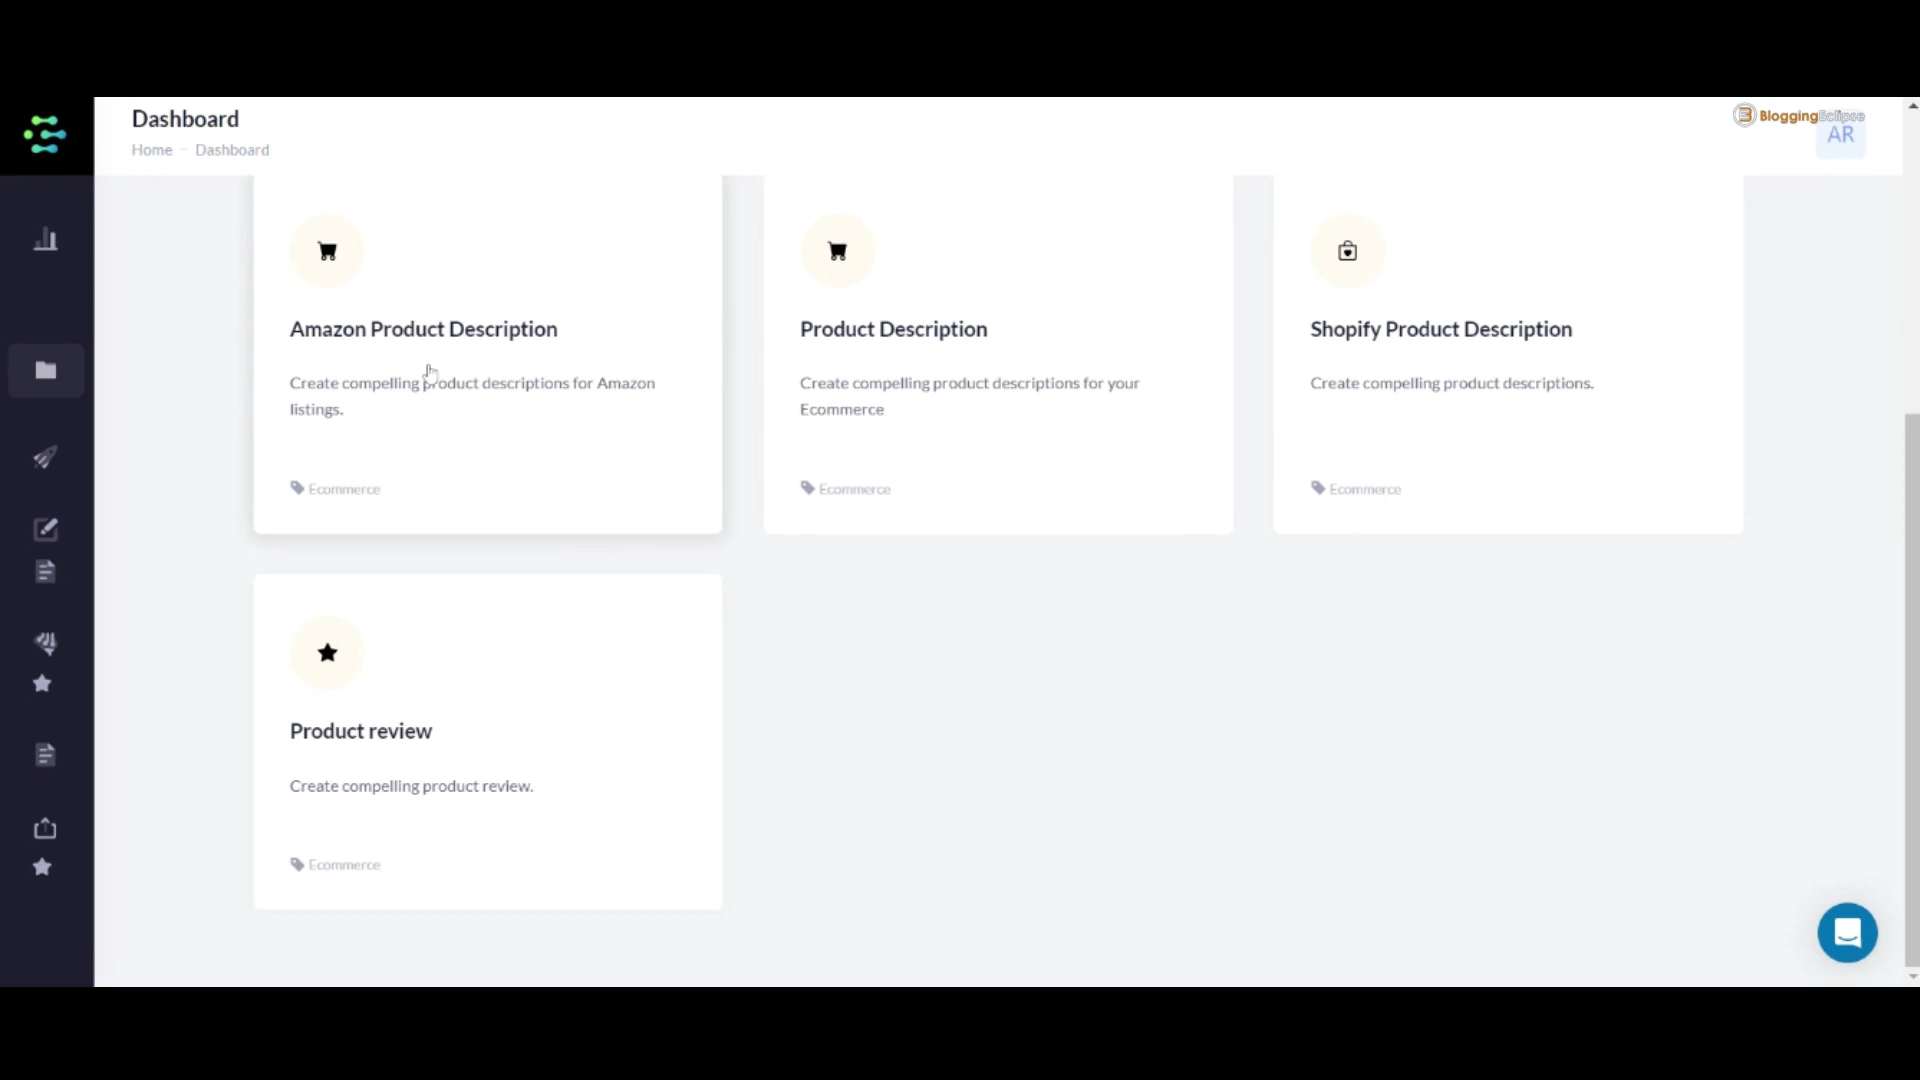 Dashboard
BloggingEclipse
Home – Dashboard
AR
Amazon Product Description
Create compelling product descriptions for Amazon
listings.
Ecommerce
Product Description
Create compelling product descriptions for your
Ecommerce
Ecommerce
Shopify Product Description
Create compelling product descriptions.
Ecommerce
Product review
Create compelling product review.
Ecommerce